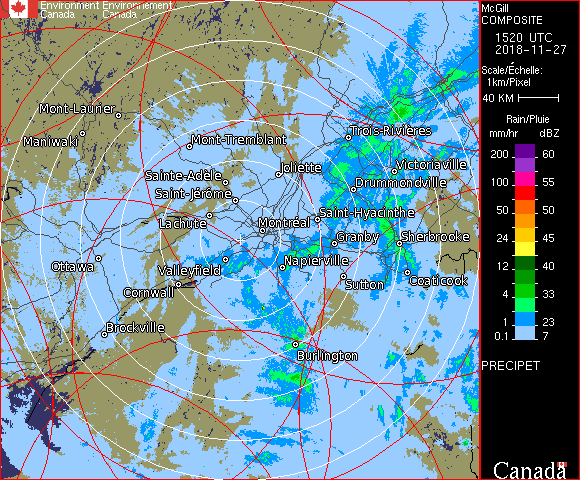 Environment Environnement
Canada Canada
McGill
COMPOSITE
1520 UTC
2018-11-27
Scale/Échelle:
1km/Pixel
40 KM
Rain/Pluie
mm/hr dBZ
200 60
100 55
50 50
24 45
12 40
4 33
0.1 7
23
PRECIPET
Canada
Mont-Laurier
Maniwaki
Mont-Tremblant
Trois-Rivières
Joliette
Victoriaville
Sainte-Adèle
Drummondville
Saint-Jérôme
Saint-Hyacinthe
Lachute
Montréal
Granby
Sherbrooke
Ottawa
Valleyfield
Napierville
Coaticook
Cornwall
Sutton
Brockville
Burlington